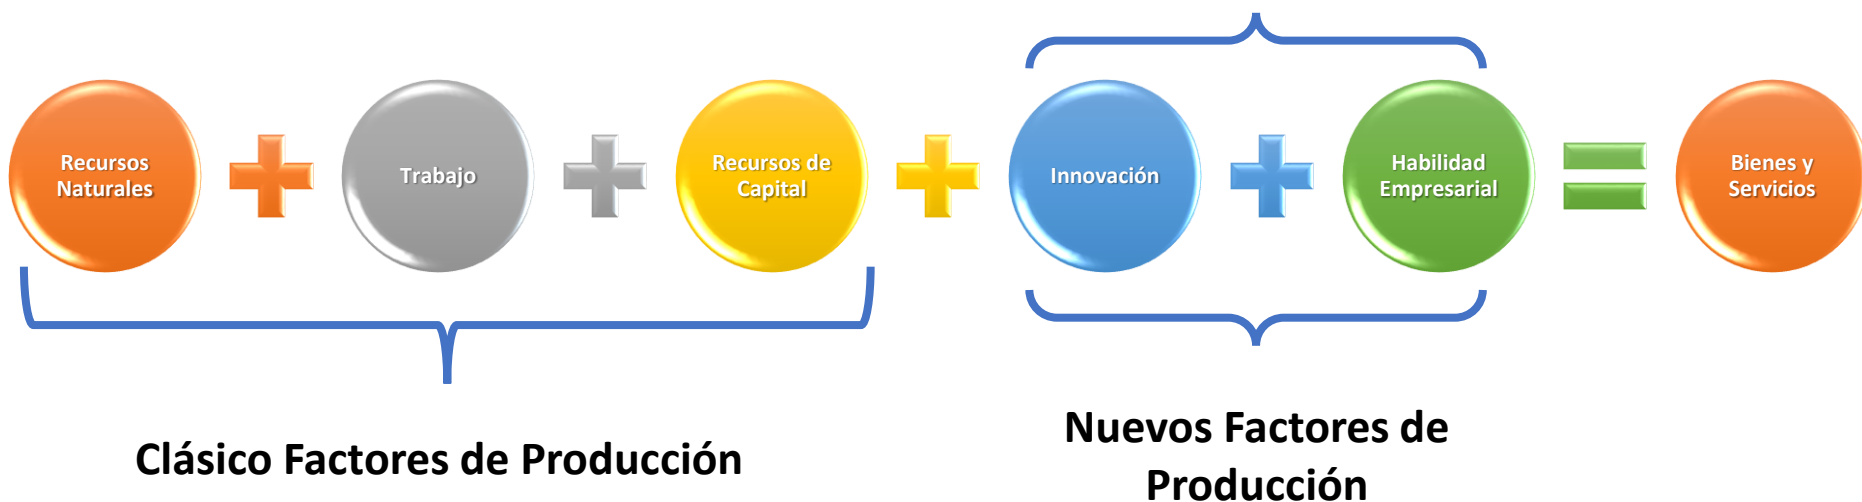 Recursos
Naturales
Trabajo
Recursos de
Capital
Innovación
Habilidad
Empresarial
Bienes y
Servicios
Clásico Factores de Producción
Nuevos Factores de
Producción